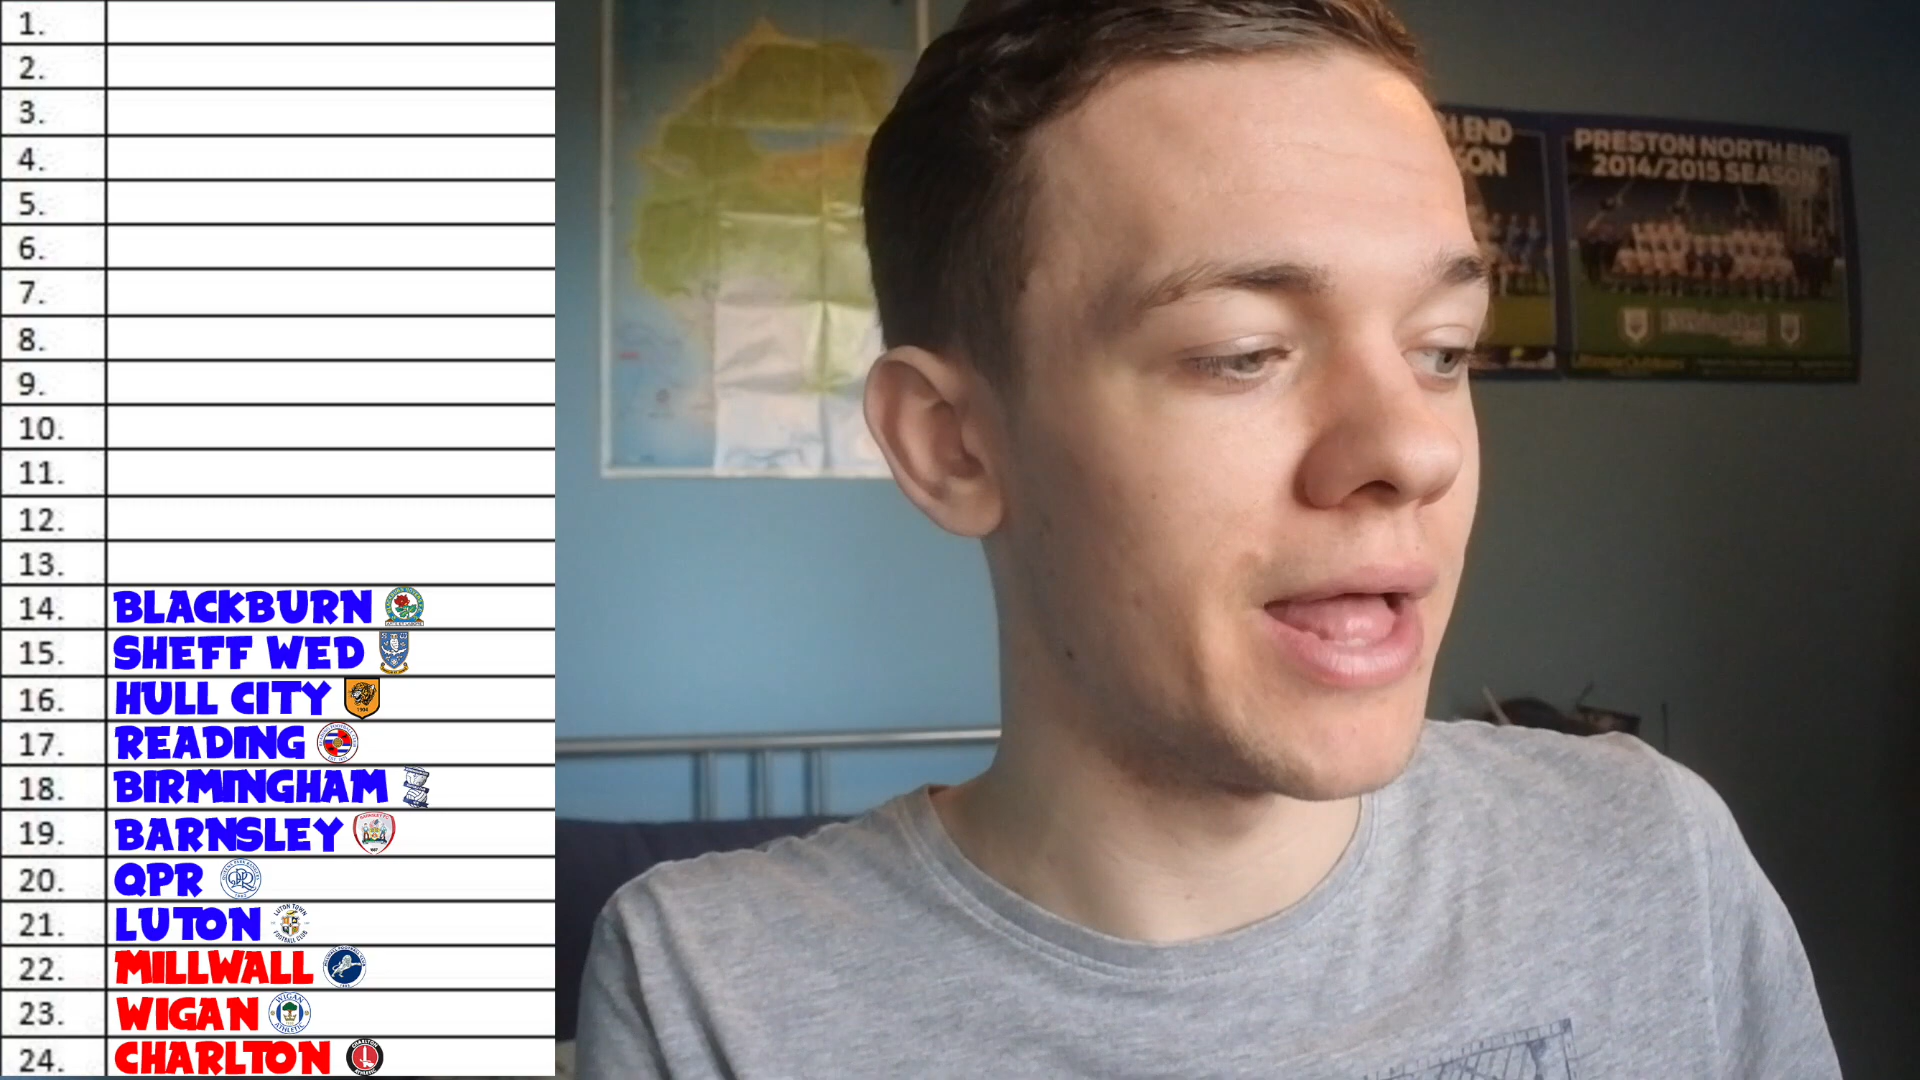 1.
2.
3.
4.
5.
6.
7.
8.
9.
10.
11.
12.
13.
14. BLACKBURN
15. SHEFF WED
16. HULL CITY
17. READING
18. BIRMINGHAM
19. BARNSLEY
20. QPR
21. LUTON
22. MILLWALL
23. WIGAN
24. CHARLTON
H END
SON
PRESTON NORTH END
2014/2015 SEASON